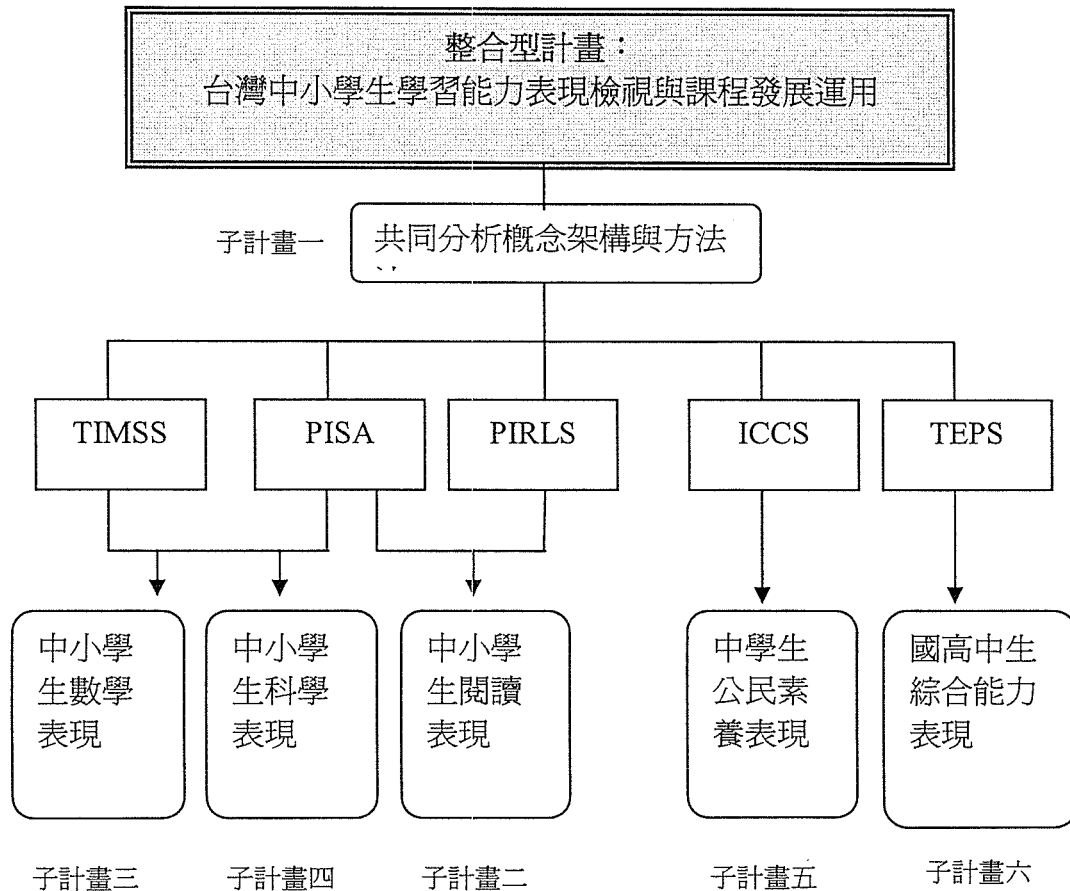 整合型計畫：
台灣中小學生學習能力表現檢視與課程發展運用
子計畫一
共同分析概念架構與方法
TIMSS
PISA
PIRLS
ICCS
TEPS
中小學
生數學
表現
中小學
生科學
表現
中小學
生閱讀
表現
中學生
公民素
養表現
國高中生
綜合能力
表現
子計畫三
子計畫四
子計畫二
子計畫五
子計畫六